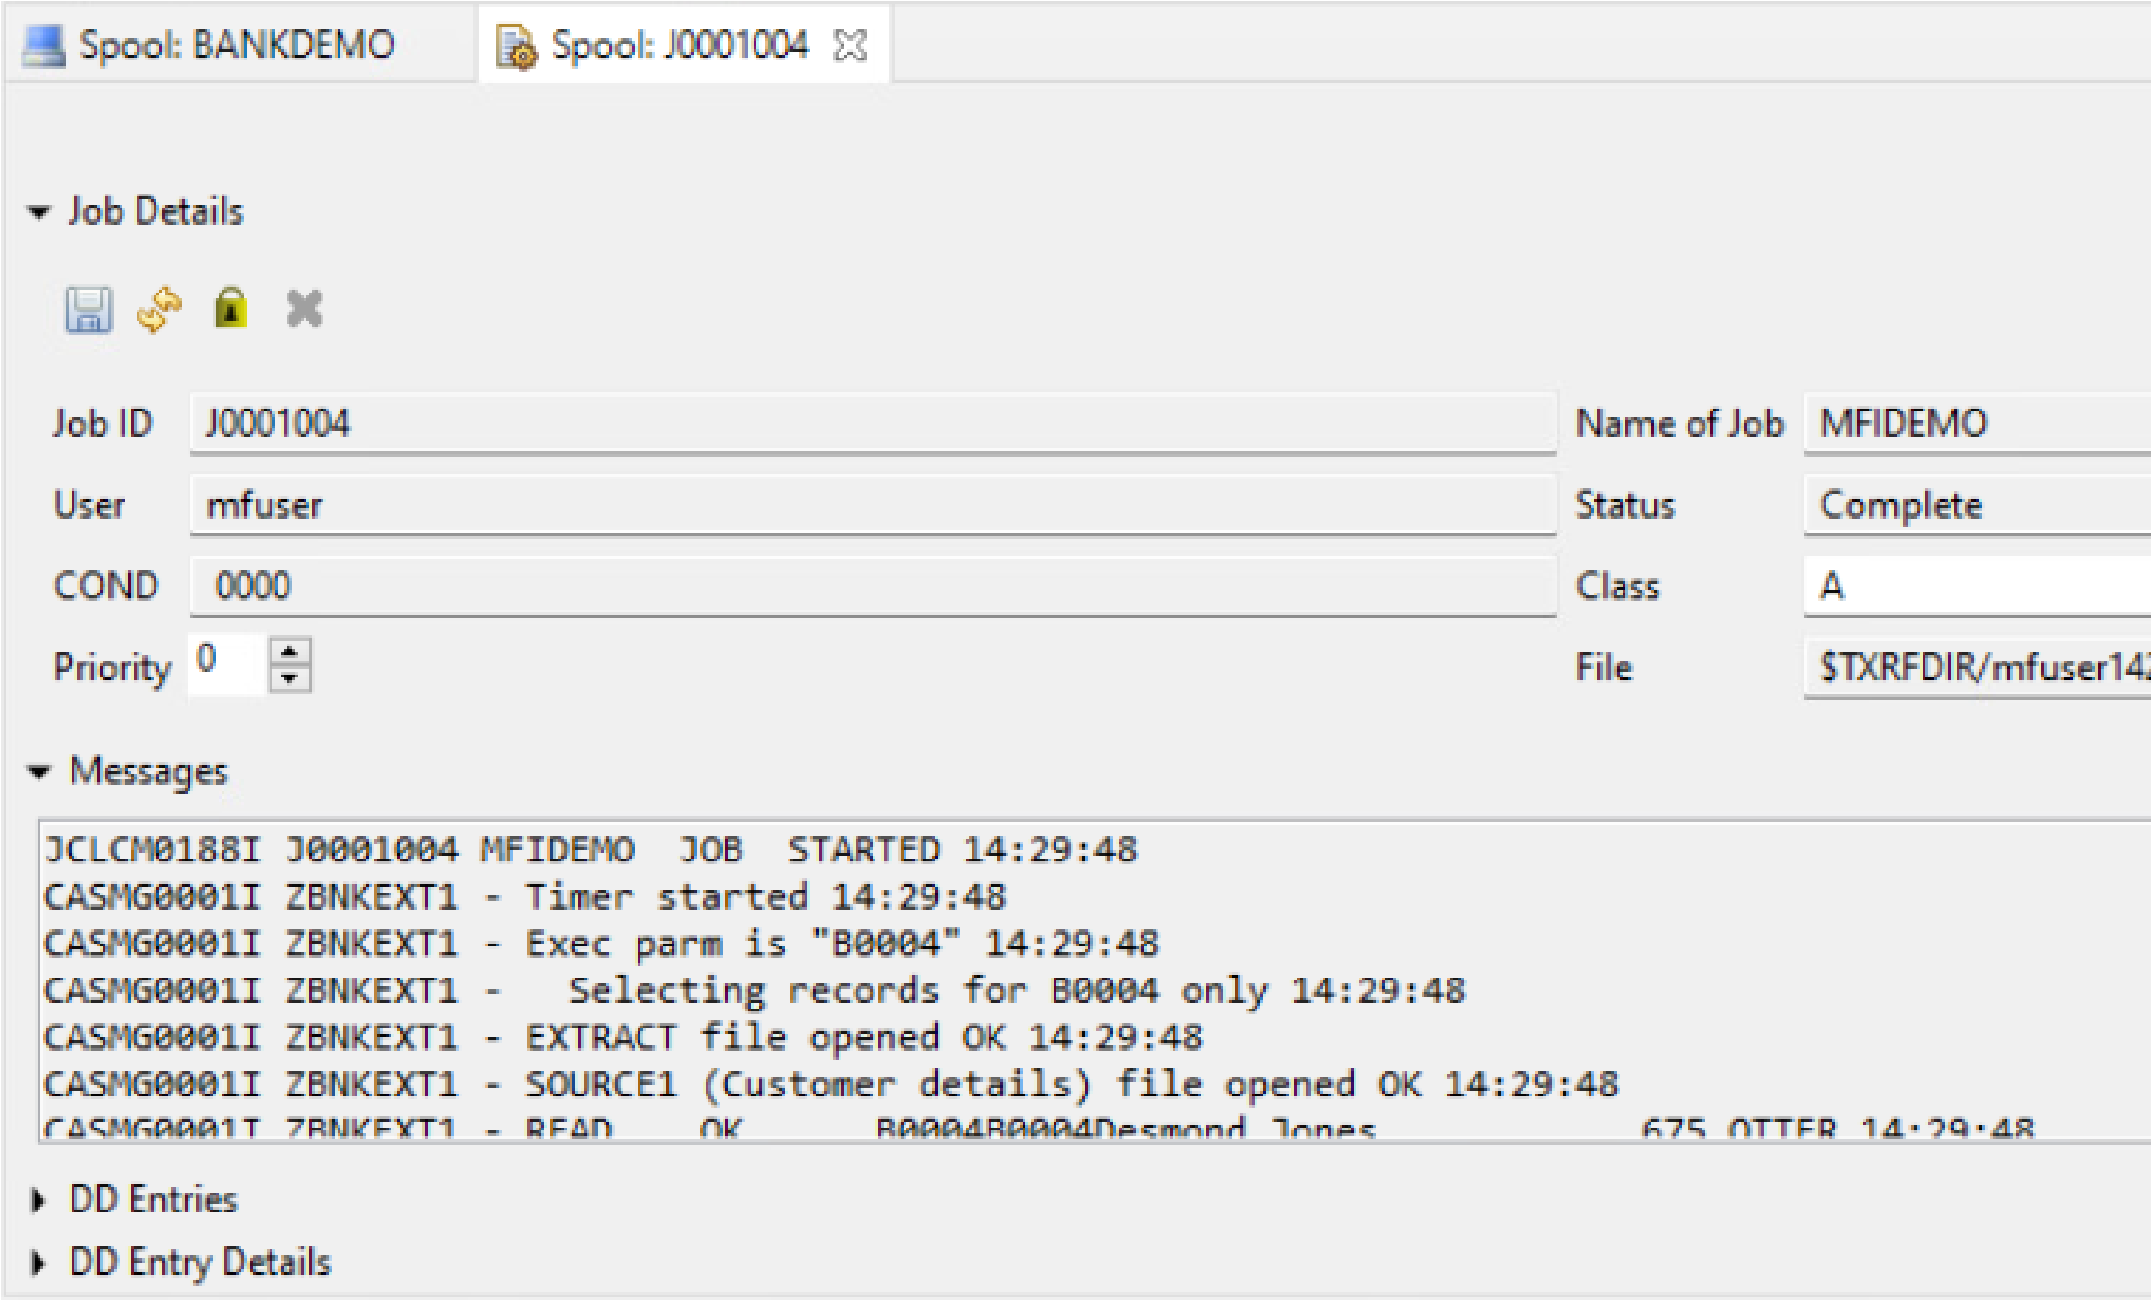 Spool: BANKDEMO Spool: J0001004
Job Details
Job ID J0001004 Name of Job MFIDEMO
User mfuser Status Complete
COND 0000 Class A
Priority 0 File $TXRFDIR/mfuser142
Messages
JCLCM0188I J0001004 MFIDEMO  JOB  STARTED 14:29:48
CASMG0001I ZBNKEXT1 - Timer started 14:29:48
CASMG0001I ZBNKEXT1 - Exec parm is "B0004" 14:29:48
CASMG0001I ZBNKEXT1 -   Selecting records for B0004 only 14:29:48
CASMG0001I ZBNKEXT1 - EXTRACT file opened OK 14:29:48
CASMG0001I ZBNKEXT1 - SOURCE1 (Customer details) file opened OK 14:29:48
CASMG0001I ZBNKEXT1 - READ    OK      B0004B0004Desmond Jones            675 OTTER 14:29:48
DD Entries
DD Entry Details